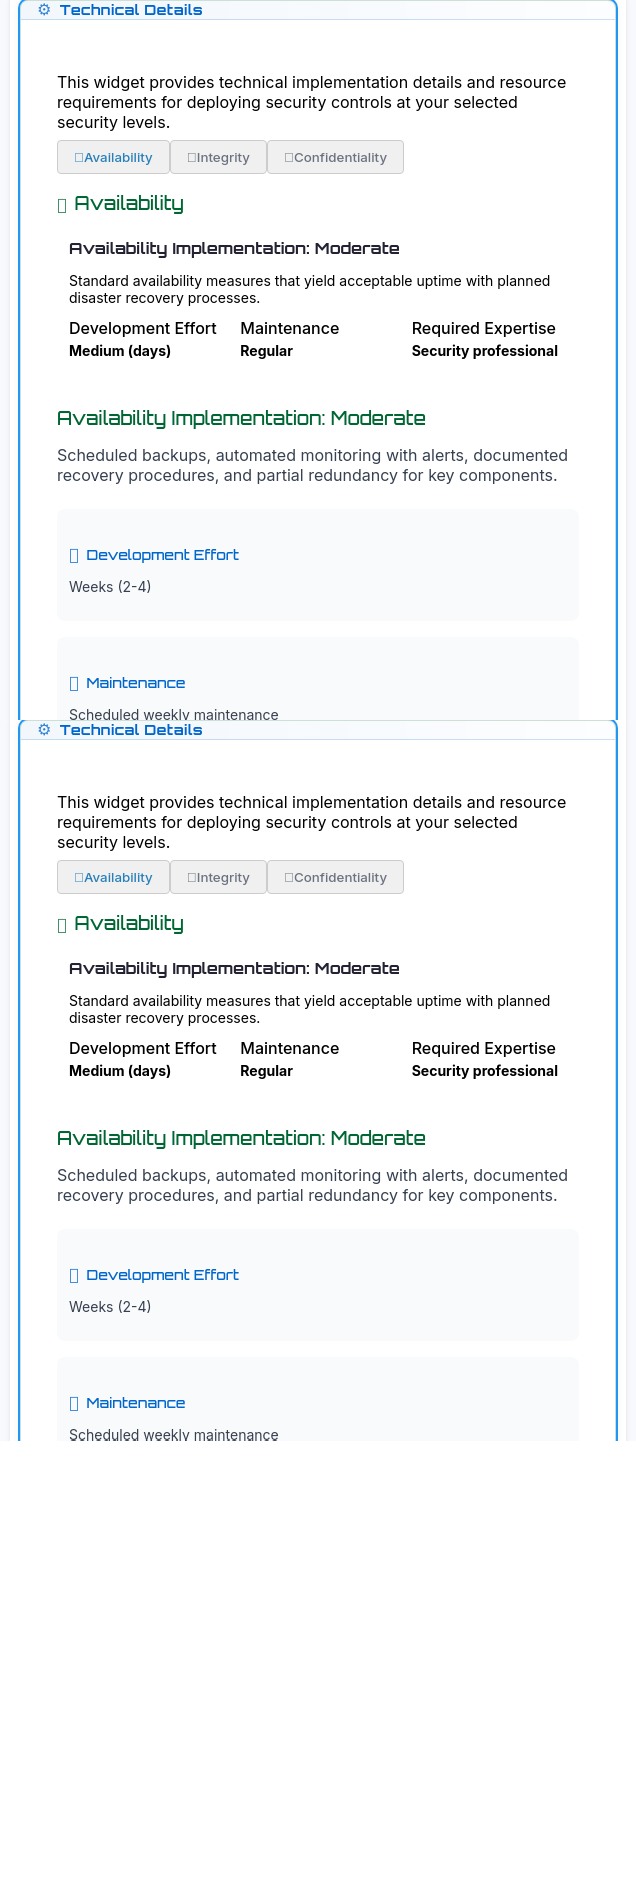 ⚙ Technical Details
This widget provides technical implementation details and resource
requirements for deploying security controls at your selected
security levels.
Availability Integrity Confidentiality
Availability
Availability Implementation: Moderate
Standard availability measures that yield acceptable uptime with planned
disaster recovery processes.
Development Effort Maintenance Required Expertise
Medium (days) Regular Security professional
Availability Implementation: Moderate
Scheduled backups, automated monitoring with alerts, documented
recovery procedures, and partial redundancy for key components.
Development Effort
Weeks (2-4)
Maintenance
Scheduled weekly maintenance
⚙ Technical Details
This widget provides technical implementation details and resource
requirements for deploying security controls at your selected
security levels.
Availability Integrity Confidentiality
Availability
Availability Implementation: Moderate
Standard availability measures that yield acceptable uptime with planned
disaster recovery processes.
Development Effort Maintenance Required Expertise
Medium (days) Regular Security professional
Availability Implementation: Moderate
Scheduled backups, automated monitoring with alerts, documented
recovery procedures, and partial redundancy for key components.
Development Effort
Weeks (2-4)
Maintenance
Scheduled weekly maintenance